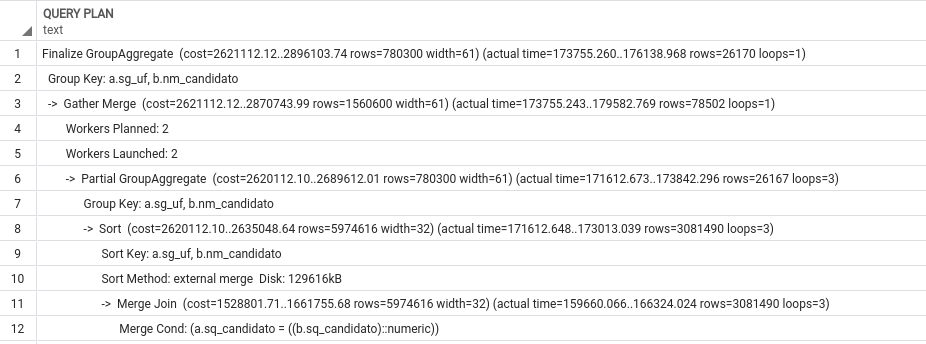 QUERY PLAN
text
1 Finalize GroupAggregate (cost=2621112.12..2896103.74 rows=780300 width=61) (actual time=173755.260..176138.968 rows=26170 loops=1)
2 Group Key: a.sg_uf, b.nm_candidato
3 -> Gather Merge (cost=2621112.12..2870743.99 rows=1560600 width=61) (actual time=173755.243..179582.769 rows=78502 loops=1)
4 Workers Planned: 2
5 Workers Launched: 2
6 -> Partial GroupAggregate (cost=2620112.10..2689612.01 rows=780300 width=61) (actual time=171612.673..173842.296 rows=26167 loops=3)
7 Group Key: a.sg_uf, b.nm_candidato
8 -> Sort (cost=2620112.10..2635048.64 rows=5974616 width=32) (actual time=171612.648..173013.039 rows=3081490 loops=3)
9 Sort Key: a.sg_uf, b.nm_candidato
10 Sort Method: external merge Disk: 129616kB
11 -> Merge Join (cost=1528801.71..1661755.68 rows=5974616 width=32) (actual time=159660.066..166324.024 rows=3081490 loops=3)
12 Merge Cond: (a.sq_candidato = ((b.sq_candidato)::numeric))